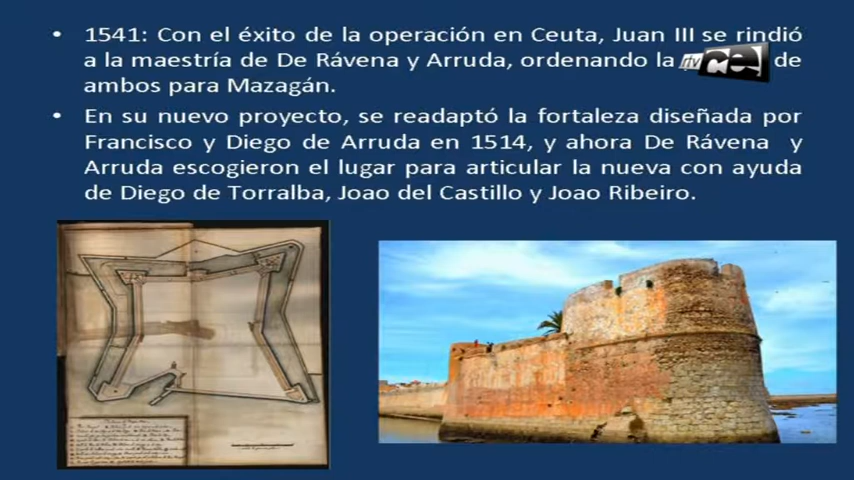 • 1541: Con el éxito de la operación en Ceuta, Juan III se rindió
a la maestría de De Rávena y Arruda, ordenando la de
ambos para Mazagán.
• En su nuevo proyecto, se readaptó la fortaleza diseñada por
Francisco y Diego de Arruda en 1514, y ahora De Rávena y
Arruda escogieron el lugar para articular la nueva con ayuda
de Diego de Torralba, Joao del Castillo y Joao Ribeiro.
tv cel